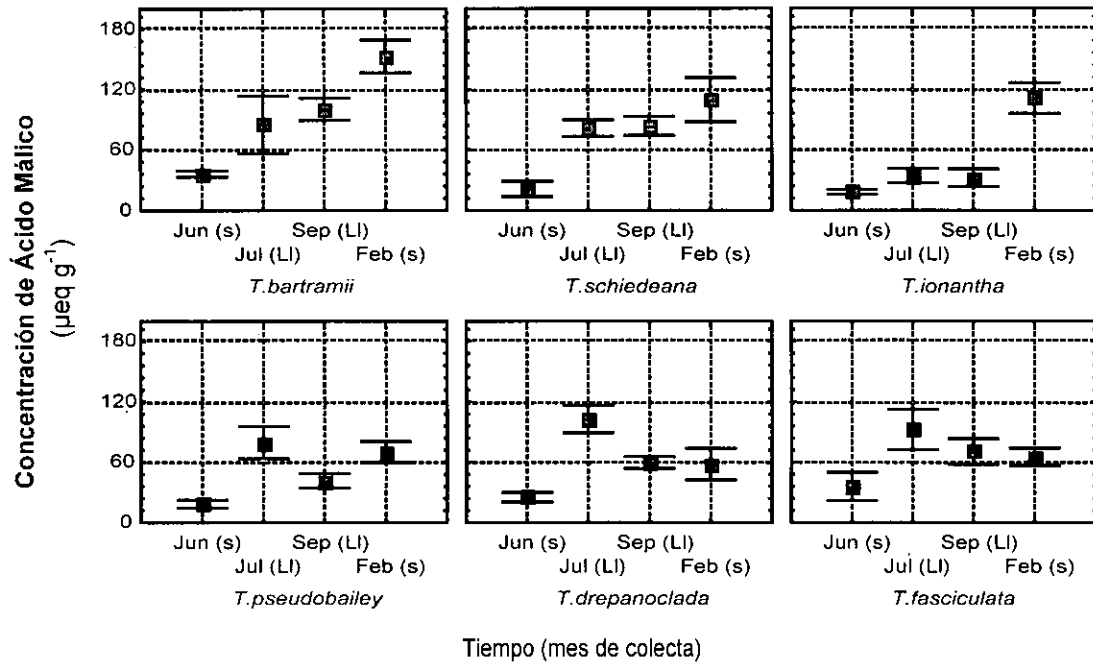 Concentración de Ácido Málico
(µeq g⁻¹)
180
120
60
0
Jun (s) Sep (Ll)
Jul (Ll) Feb (s)
T.bartramii
Jun (s) Sep (Ll)
Jul (Ll) Feb (s)
T.schiedeana
Jun (s) Sep (Ll)
Jul (Ll) Feb (s)
T.ionantha
180
120
60
0
Jun (s) Sep (Ll)
Jul (Ll) Feb (s)
T.pseudobailey
Jun (s) Sep (Ll)
Jul (Ll) Feb (s)
T.drepanoclada
Jun (s) Sep (Ll)
Jul (Ll) Feb (s)
T.fasciculata
Tiempo (mes de colecta)